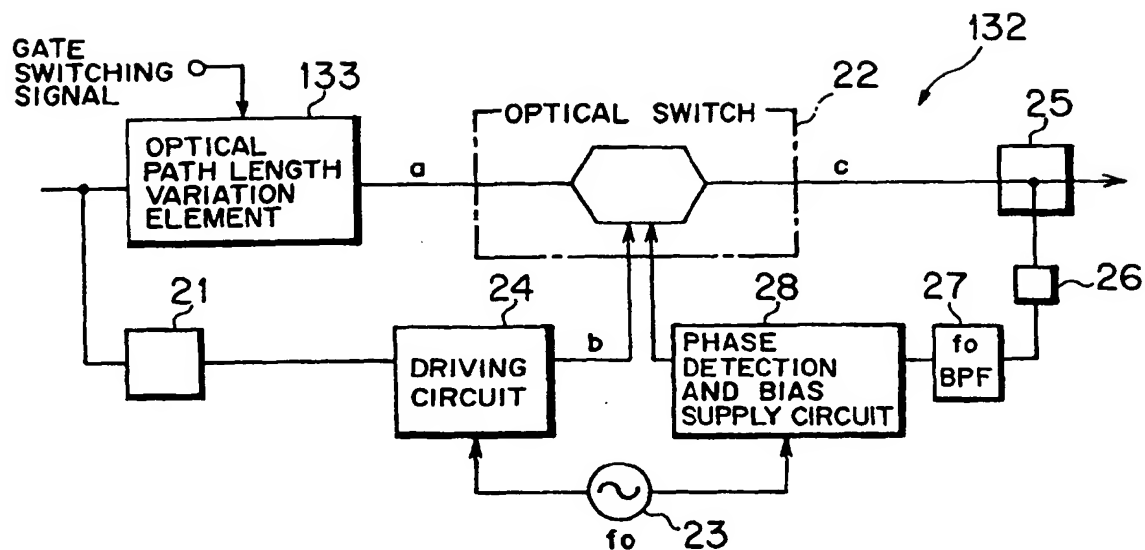 132
GATE
SWITCHING
SIGNAL
133
22
25
OPTICAL SWITCH
OPTICAL
PATH LENGTH
VARIATION
ELEMENT
a
c
21
24
28
27
26
b
DRIVING
CIRCUIT
PHASE
DETECTION
AND BIAS
SUPPLY CIRCUIT
fo
BPF
23
fo